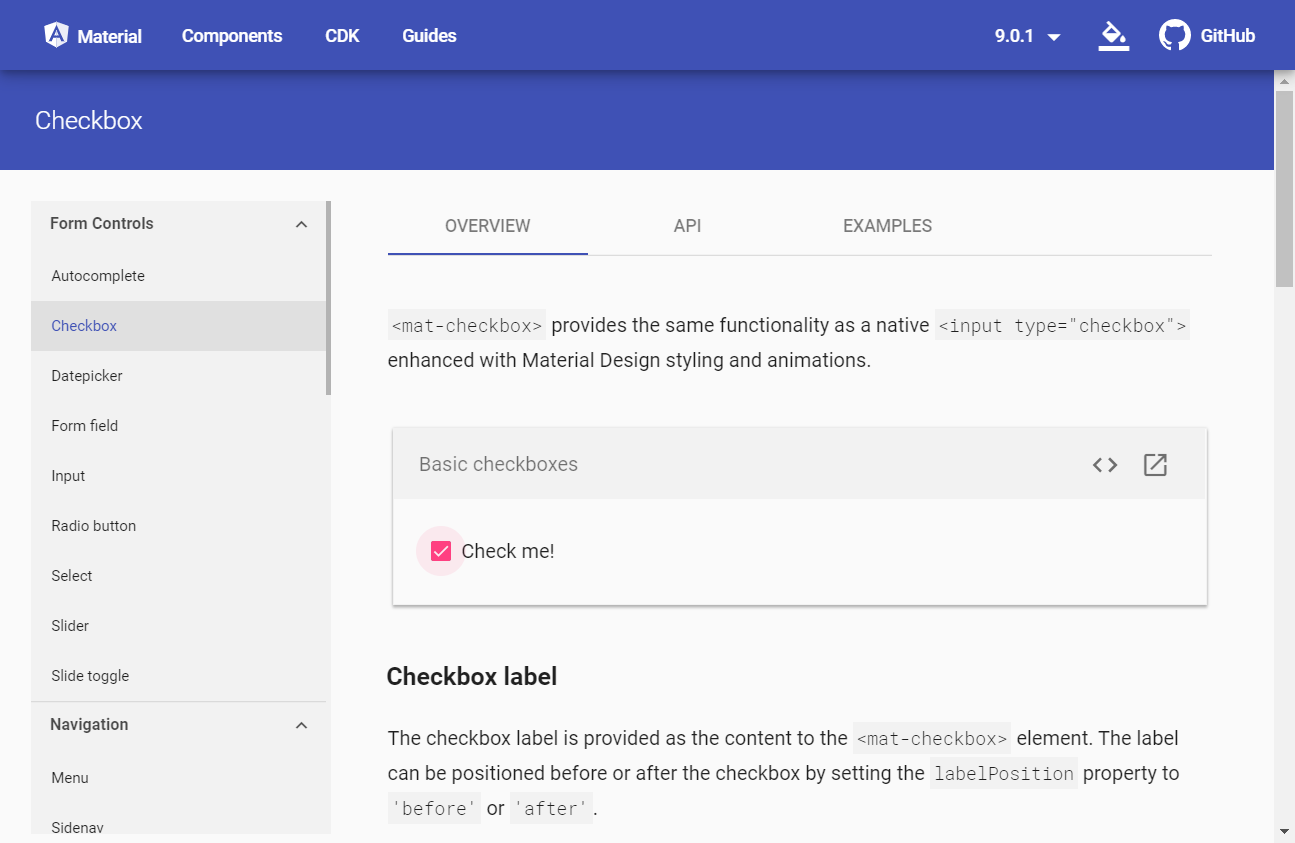 Material Components CDK Guides 9.0.1 GitHub
Checkbox
Form Controls
Autocomplete
Checkbox
Datepicker
Form field
Input
Radio button
Select
Slider
Slide toggle
Navigation
Menu
Sidenav
OVERVIEW API EXAMPLES
<mat-checkbox> provides the same functionality as a native <input type="checkbox">
enhanced with Material Design styling and animations.
Basic checkboxes
Check me!
Checkbox label
The checkbox label is provided as the content to the <mat-checkbox> element. The label
can be positioned before or after the checkbox by setting the labelPosition property to
'before' or 'after'.